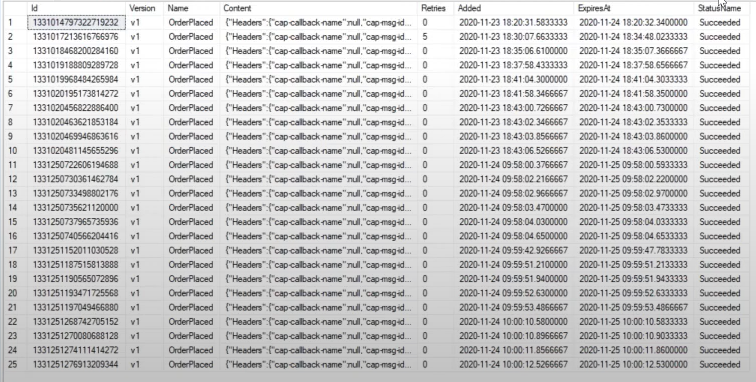 Id Version Name Content Retries Added ExpiresAt StatusName
1 1331014797322719232 v1 OrderPlaced {"Headers":{"cap-callback-name":null,"cap-msg-id... 0 2020-11-23 18:20:31.5833333 2020-11-24 18:20:32.3400000 Succeeded
2 1331017213616766976 v1 OrderPlaced {"Headers":{"cap-callback-name":null,"cap-msg-id... 5 2020-11-23 18:30:07.6633333 2020-11-24 18:34:48.0233333 Succeeded
3 1331018468200284160 v1 OrderPlaced {"Headers":{"cap-callback-name":null,"cap-msg-id... 0 2020-11-23 18:35:06.6100000 2020-11-24 18:35:07.3666667 Succeeded
4 1331019188809289728 v1 OrderPlaced {"Headers":{"cap-callback-name":null,"cap-msg-id... 0 2020-11-23 18:37:58.4333333 2020-11-24 18:37:58.6566667 Succeeded
5 1331019968484265984 v1 OrderPlaced {"Headers":{"cap-callback-name":null,"cap-msg-id... 0 2020-11-23 18:41:04.3000000 2020-11-24 18:41:04.3033333 Succeeded
6 1331020195173814272 v1 OrderPlaced {"Headers":{"cap-callback-name":null,"cap-msg-id... 0 2020-11-23 18:41:58.3466667 2020-11-24 18:41:58.3500000 Succeeded
7 1331020456822886400 v1 OrderPlaced {"Headers":{"cap-callback-name":null,"cap-msg-id... 0 2020-11-23 18:43:00.7266667 2020-11-24 18:43:00.7300000 Succeeded
8 1331020463621853184 v1 OrderPlaced {"Headers":{"cap-callback-name":null,"cap-msg-id... 0 2020-11-23 18:43:02.3466667 2020-11-24 18:43:02.3533333 Succeeded
9 1331020469946863616 v1 OrderPlaced {"Headers":{"cap-callback-name":null,"cap-msg-id... 0 2020-11-23 18:43:03.8566667 2020-11-24 18:43:03.8600000 Succeeded
10 1331020481145655296 v1 OrderPlaced {"Headers":{"cap-callback-name":null,"cap-msg-id... 0 2020-11-23 18:43:06.5266667 2020-11-24 18:43:06.5300000 Succeeded
11 1331250722606194688 v1 OrderPlaced {"Headers":{"cap-callback-name":null,"cap-msg-id... 0 2020-11-24 09:58:00.3766667 2020-11-25 09:58:00.5933333 Succeeded
12 1331250730361462784 v1 OrderPlaced {"Headers":{"cap-callback-name":null,"cap-msg-id... 0 2020-11-24 09:58:02.2166667 2020-11-25 09:58:02.2200000 Succeeded
13 1331250733498802176 v1 OrderPlaced {"Headers":{"cap-callback-name":null,"cap-msg-id... 0 2020-11-24 09:58:02.9666667 2020-11-25 09:58:02.9700000 Succeeded
14 1331250735621120000 v1 OrderPlaced {"Headers":{"cap-callback-name":null,"cap-msg-id... 0 2020-11-24 09:58:03.4700000 2020-11-25 09:58:03.4733333 Succeeded
15 1331250737965735936 v1 OrderPlaced {"Headers":{"cap-callback-name":null,"cap-msg-id... 0 2020-11-24 09:58:04.0300000 2020-11-25 09:58:04.0333333 Succeeded
16 1331250740566204416 v1 OrderPlaced {"Headers":{"cap-callback-name":null,"cap-msg-id... 0 2020-11-24 09:58:04.6500000 2020-11-25 09:58:04.6533333 Succeeded
17 1331251152011030528 v1 OrderPlaced {"Headers":{"cap-callback-name":null,"cap-msg-id... 0 2020-11-24 09:59:42.9266667 2020-11-25 09:59:47.7833333 Succeeded
18 1331251187515813888 v1 OrderPlaced {"Headers":{"cap-callback-name":null,"cap-msg-id... 0 2020-11-24 09:59:51.2100000 2020-11-25 09:59:51.2133333 Succeeded
19 1331251190565072896 v1 OrderPlaced {"Headers":{"cap-callback-name":null,"cap-msg-id... 0 2020-11-24 09:59:51.9400000 2020-11-25 09:59:51.9433333 Succeeded
20 1331251193471725568 v1 OrderPlaced {"Headers":{"cap-callback-name":null,"cap-msg-id... 0 2020-11-24 09:59:52.6300000 2020-11-25 09:59:52.6333333 Succeeded
21 1331251197049466880 v1 OrderPlaced {"Headers":{"cap-callback-name":null,"cap-msg-id... 0 2020-11-24 09:59:53.4866667 2020-11-25 09:59:53.4866667 Succeeded
22 1331251268742705152 v1 OrderPlaced {"Headers":{"cap-callback-name":null,"cap-msg-id... 0 2020-11-24 10:00:10.5800000 2020-11-25 10:00:10.5833333 Succeeded
23 1331251270080688128 v1 OrderPlaced {"Headers":{"cap-callback-name":null,"cap-msg-id... 0 2020-11-24 10:00:10.8966667 2020-11-25 10:00:10.9033333 Succeeded
24 1331251274111414272 v1 OrderPlaced {"Headers":{"cap-callback-name":null,"cap-msg-id... 0 2020-11-24 10:00:11.8566667 2020-11-25 10:00:11.8600000 Succeeded
25 1331251276913209344 v1 OrderPlaced {"Headers":{"cap-callback-name":null,"cap-msg-id... 0 2020-11-24 10:00:12.5266667 2020-11-25 10:00:12.5300000 Succeeded